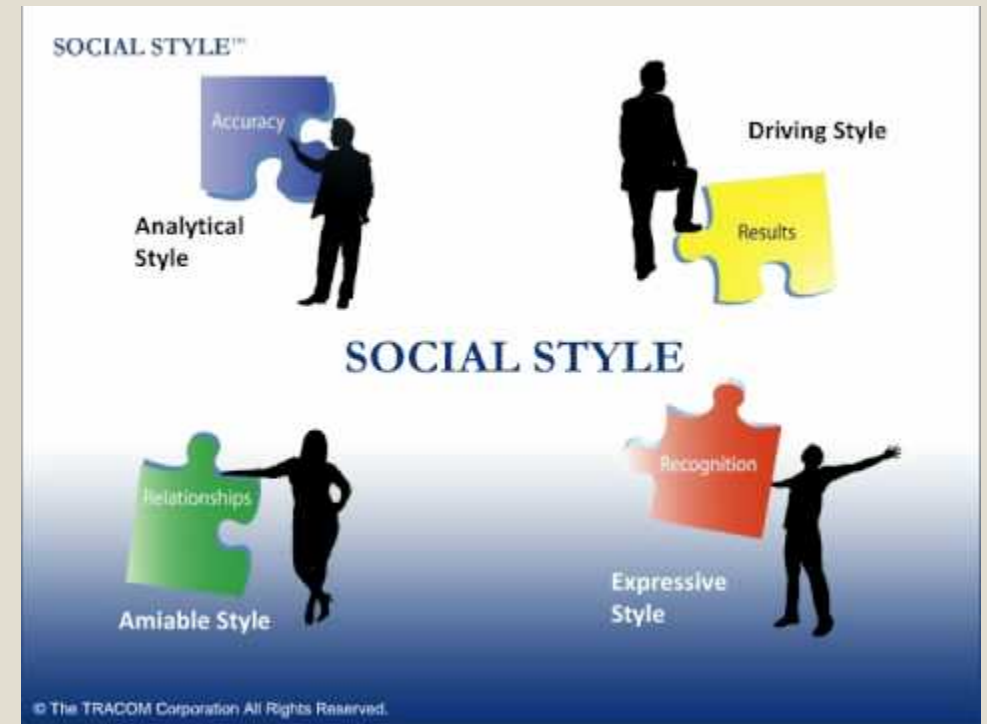 SOCIAL STYLE™
Accuracy
Analytical
Style
Driving Style
Results
SOCIAL STYLE
Relationships
Amiable Style
Recognition
Expressive
Style
© The TRACOM Corporation All Rights Reserved.